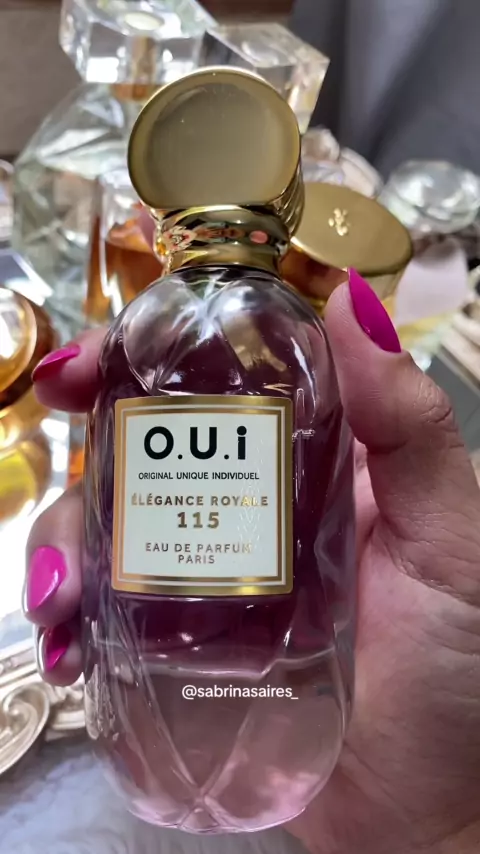 O.U.i
ORIGINAL UNIQUE INDIVIDUEL
ÉLÉGANCE ROYALE
115
EAU DE PARFUM
PARIS
@sabrinasaires_